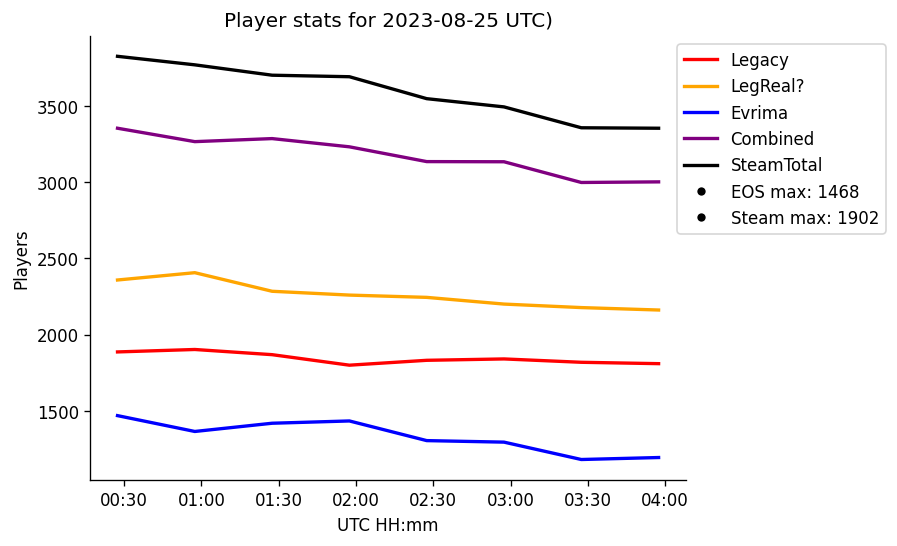 Player stats for 2023-08-25 UTC)
Legacy
LegReal?
Evrima
Combined
SteamTotal
EOS max: 1468
Steam max: 1902
Players
3500
3000
2500
2000
1500
00:30 01:00 01:30 02:00 02:30 03:00 03:30 04:00
UTC HH:mm